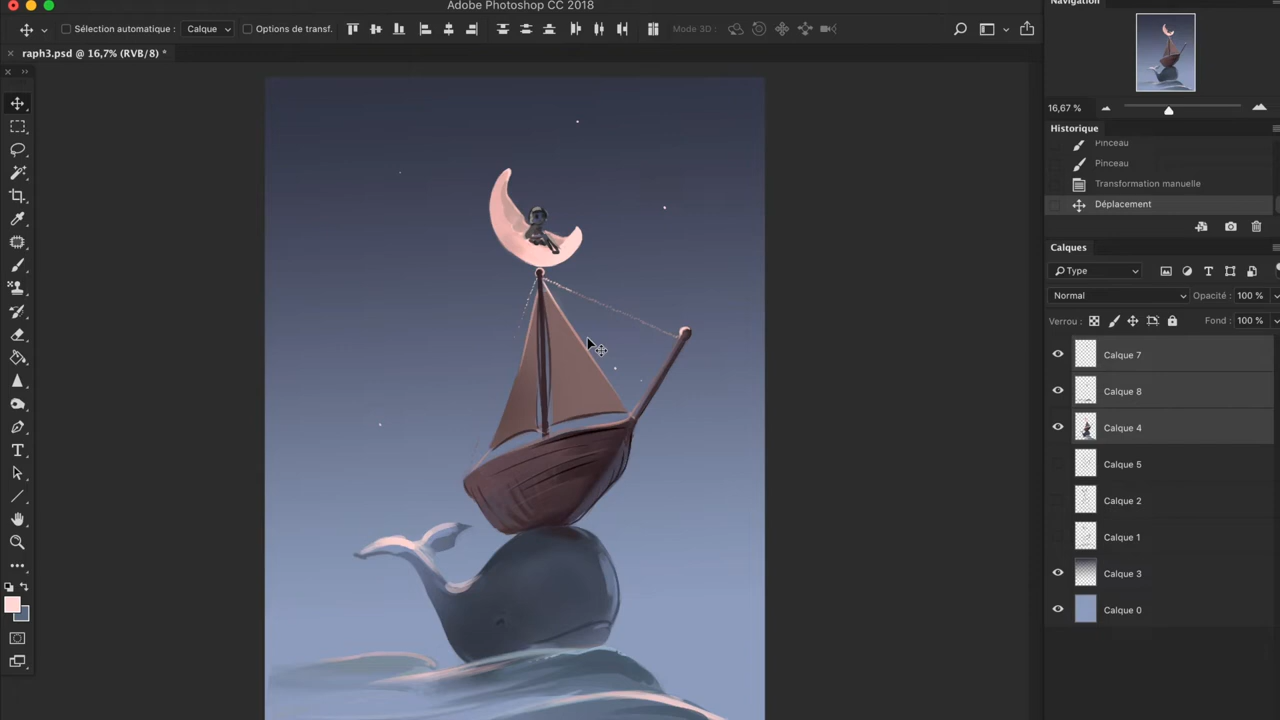 Adobe Photoshop CC 2018
Sélection automatique :
Calque
Options de transf.
Mode 3D :
raph3.psd @ 16,7% (RVB/8) *
Navigation
16,67 %
Historique
Pinceau
Pinceau
Transformation manuelle
Déplacement
Calques
Type
Normal
Opacité : 100 %
Verrou :
Fond : 100 %
Calque 7
Calque 8
Calque 4
Calque 5
Calque 2
Calque 1
Calque 3
Calque 0